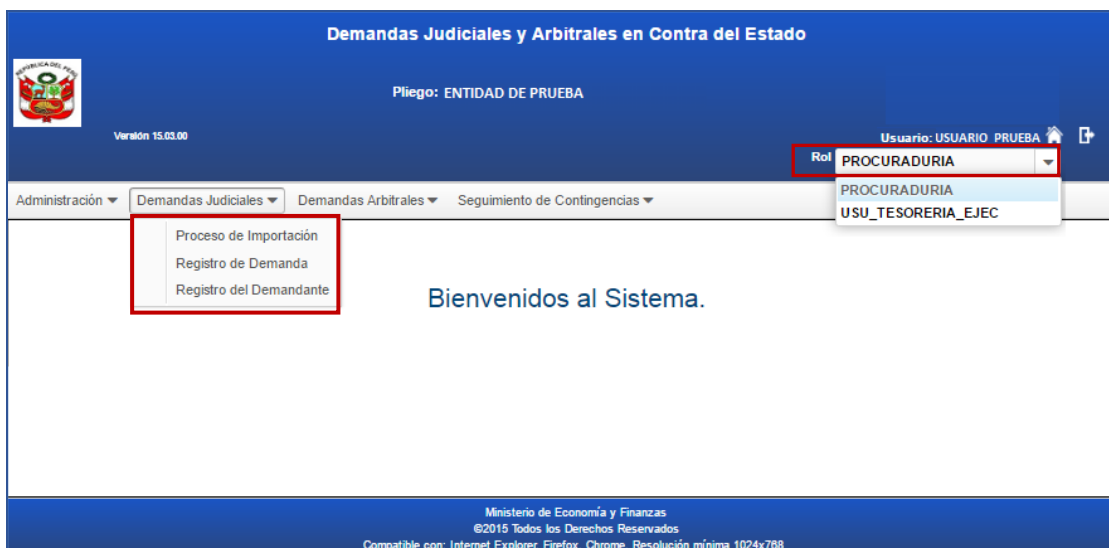 Demandas Judiciales y Arbitrales en Contra del Estado
REPUBLICA DEL PERU
Pliego: ENTIDAD DE PRUEBA
Versión 15.03.00
Usuario: USUARIO PRUEBA
Rol PROCURADURIA
PROCURADURIA
USU_TESORERIA_EJEC
Administración Demandas Judiciales Demandas Arbitrales Seguimiento de Contingencias
Proceso de Importación
Registro de Demanda
Registro del Demandante
Bienvenidos al Sistema.
Ministerio de Economía y Finanzas
©2015 Todos los Derechos Reservados
Compatible con: Internet Explorer, Firefox, Chrome. Resolución mínima 1024x768